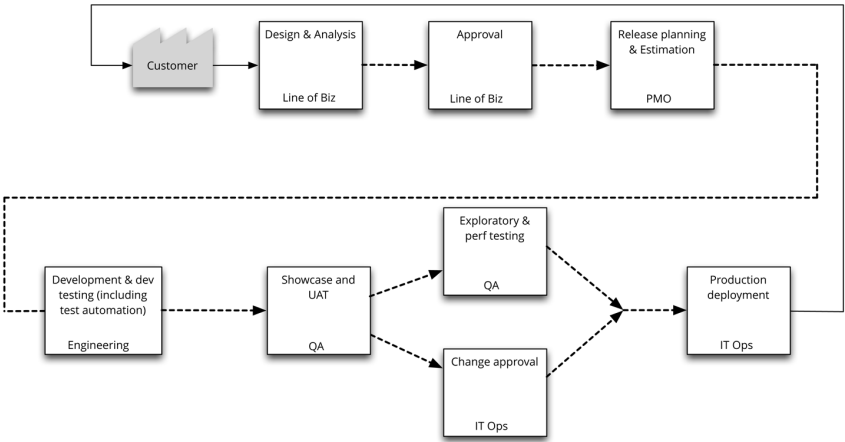 Customer
Design & Analysis
Line of Biz
Approval
Line of Biz
Release planning
& Estimation
PMO
Development & dev
testing (including
test automation)
Engineering
Showcase and
UAT
QA
Exploratory &
perf testing
QA
Change approval
IT Ops
Production
deployment
IT Ops